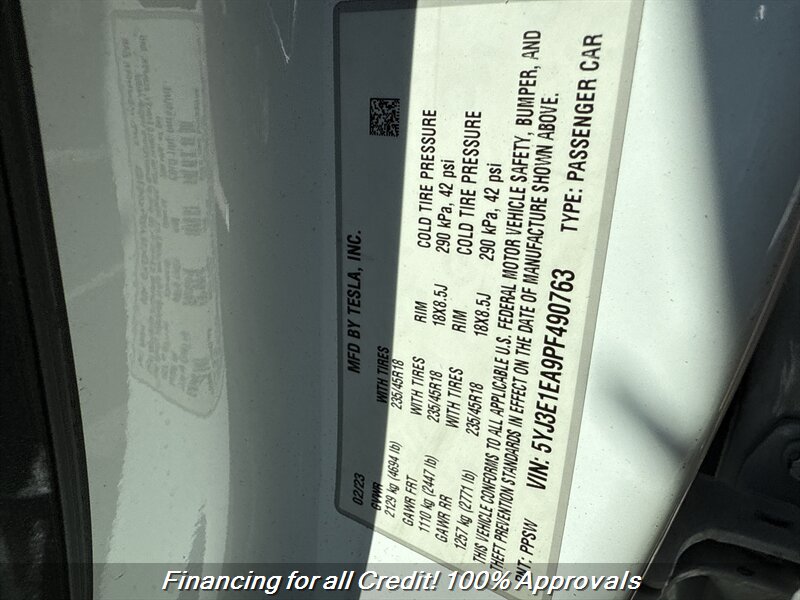 MFD BY TESLA, INC.
02/23
GVWR
2129 kg (4694 lb)
WITH TIRES
235/45R18
GAWR FRT
1110 kg (2447 lb)
WITH TIRES
235/45R18
RIM
18X8.5J
COLD TIRE PRESSURE
290 kPa, 42 psi
GAWR RR
1257 kg (2771 lb)
WITH TIRES
235/45R18
RIM
18X8.5J
COLD TIRE PRESSURE
290 kPa, 42 psi
THIS VEHICLE CONFORMS TO ALL APPLICABLE U.S. FEDERAL MOTOR VEHICLE SAFETY, BUMPER, AND
THEFT PREVENTION STANDARDS IN EFFECT ON THE DATE OF MANUFACTURE SHOWN ABOVE.
VIN: 5YJ3E1EA9PF490763
TYPE: PASSENGER CAR
NT: PPSW
Financing for all Credit! 100% Approvals